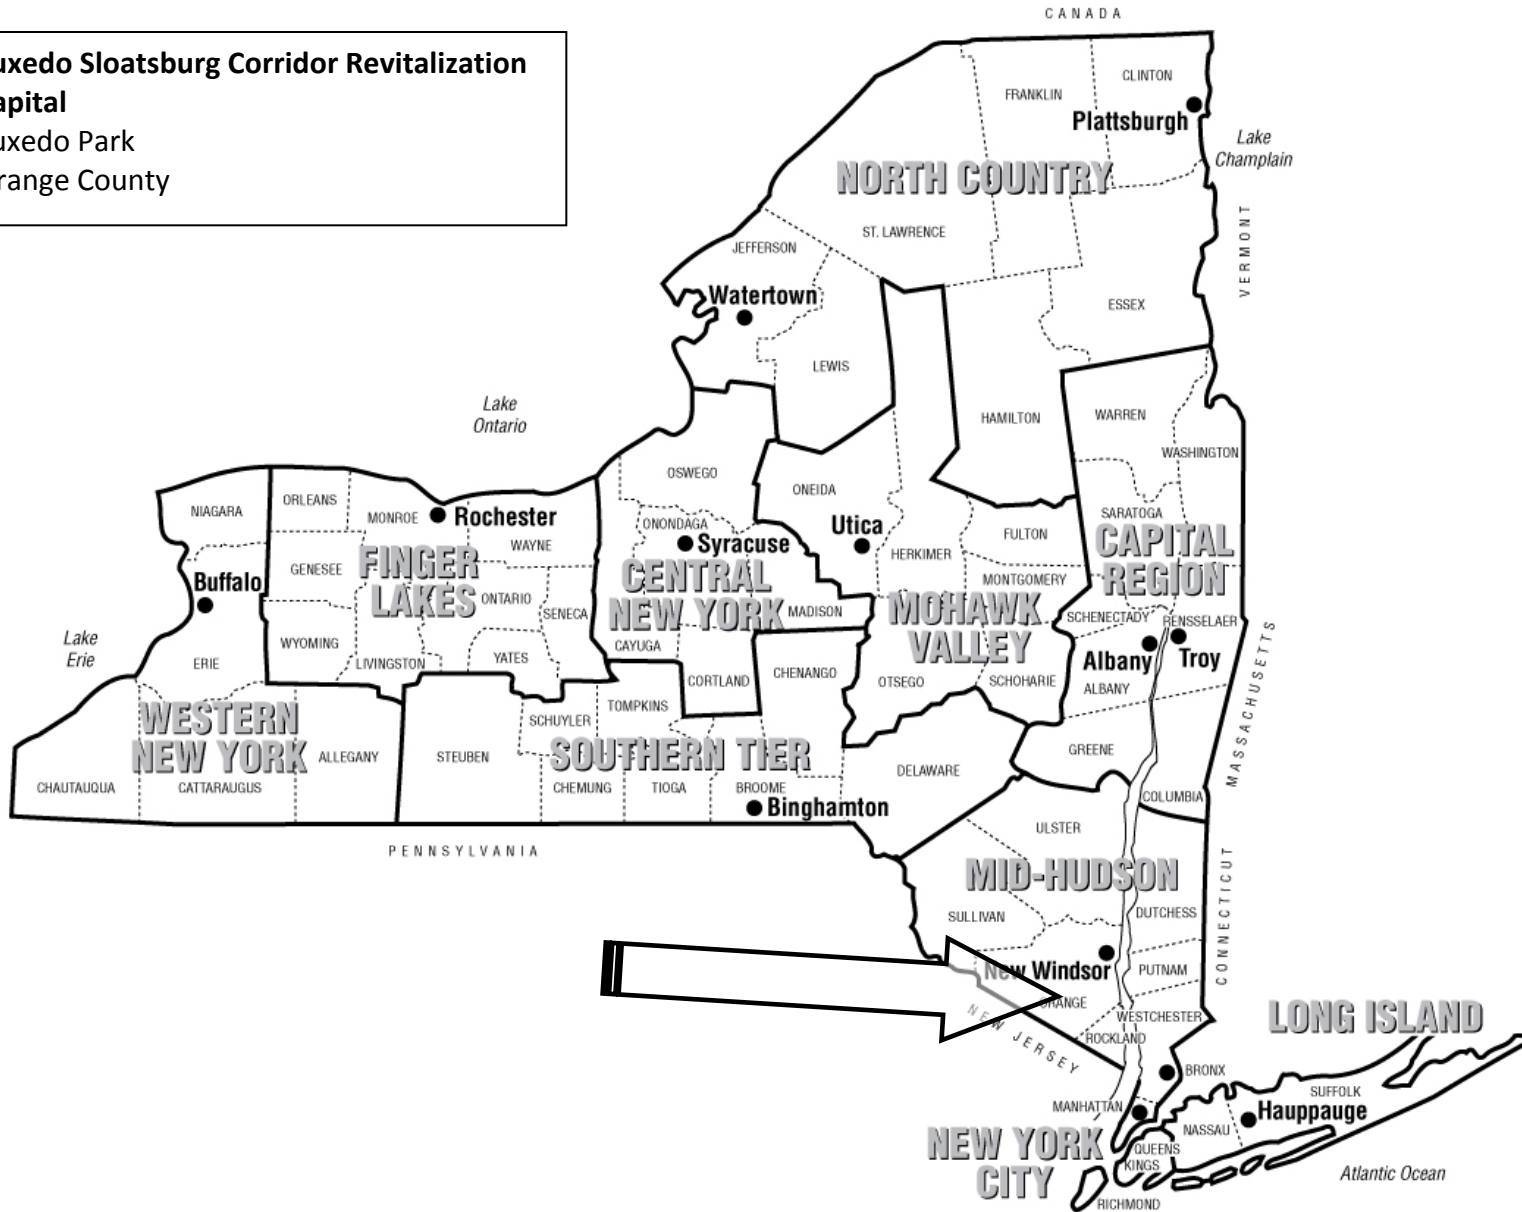 CANADA
uxedo Sloatsburg Corridor Revitalization
apital
uxedo Park
range County
CLINTON
FRANKLIN
Plattsburgh
Lake
Champlain
NORTH COUNTRY
VERMONT
ST. LAWRENCE
JEFFERSON
Watertown
ESSEX
LEWIS
Lake
Ontario
HAMILTON
WARREN
WASHINGTON
OSWEGO
ONEIDA
NIAGARA
ORLEANS
MONROE
Rochester
WAYNE
ONONDAGA
Syracuse
Utica
HERKIMER
FULTON
SARATOGA
CAPITAL
REGION
GENESEE
FINGER
LAKES
ONTARIO
SENECA
CENTRAL
NEW YORK
MADISON
MONTGOMERY
MOHAWK
VALLEY
SCHENECTADY
RENSSELAER
Buffalo
Lake
Erie
ERIE
WYOMING
LIVINGSTON
YATES
CAYUGA
CORTLAND
CHENANGO
OTSEGO
SCHOHARIE
Albany
Troy
ALBANY
MASSACHUSETTS
WESTERN
NEW YORK
ALLEGANY
CHAUTAUQUA
CATTARAUGUS
STEUBEN
SCHUYLER
TOMPKINS
SOUTHERN TIER
CHEMUNG
TIOGA
BROOME
Binghamton
DELAWARE
GREENE
COLUMBIA
PENNSYLVANIA
ULSTER
MID-HUDSON
SULLIVAN
DUTCHESS
CONNECTICUT
New Windsor
PUTNAM
ORANGE
WESTCHESTER
ROCKLAND
NEW JERSEY
LONG ISLAND
BRONX
SUFFOLK
MANHATTAN
Hauppauge
NASSAU
NEW YORK
CITY
QUEENS
KINGS
RICHMOND
Atlantic Ocean